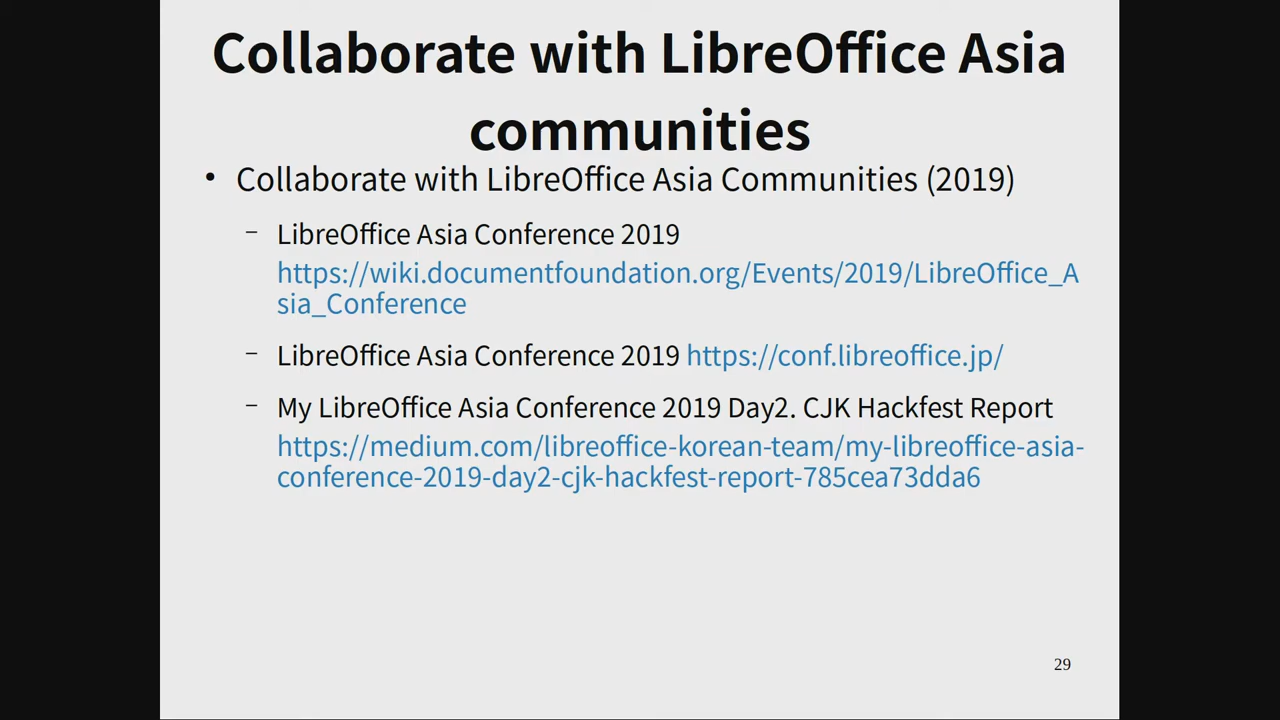 Collaborate with LibreOffice Asia
communities
• Collaborate with LibreOffice Asia Communities (2019)
– LibreOffice Asia Conference 2019
https://wiki.documentfoundation.org/Events/2019/LibreOffice_A
sia_Conference
– LibreOffice Asia Conference 2019 https://conf.libreoffice.jp/
– My LibreOffice Asia Conference 2019 Day2. CJK Hackfest Report
https://medium.com/libreoffice-korean-team/my-libreoffice-asia-
conference-2019-day2-cjk-hackfest-report-785cea73dda6
29